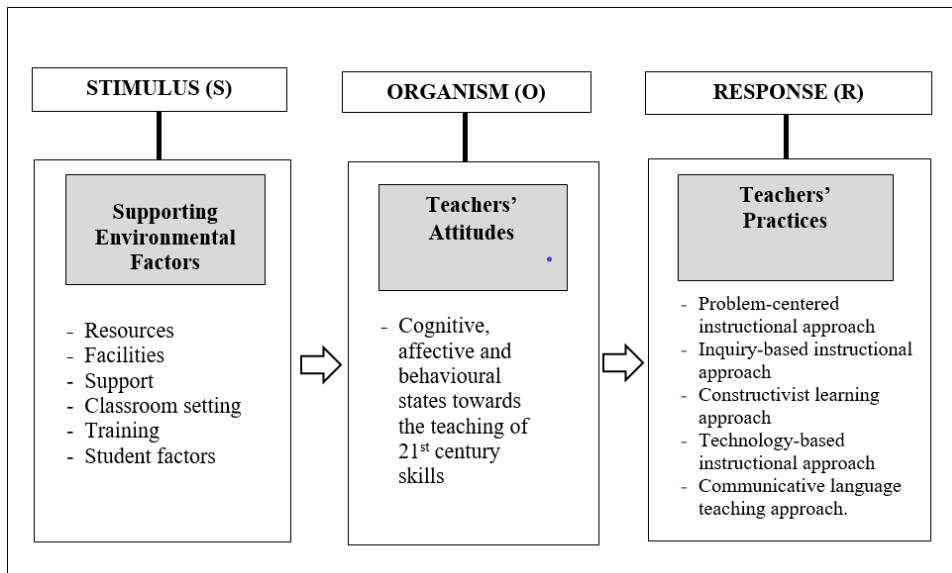 STIMULUS (S)
ORGANISM (O)
RESPONSE (R)
Supporting
Environmental
Factors
- Resources
- Facilities
- Support
- Classroom setting
- Training
- Student factors
Teachers’
Attitudes
- Cognitive,
affective and
behavioural
states towards
the teaching of
21st century
skills
Teachers’
Practices
- Problem-centered
instructional approach
- Inquiry-based instructional
approach
- Constructivist learning
approach
- Technology-based
instructional approach
- Communicative language
teaching approach.